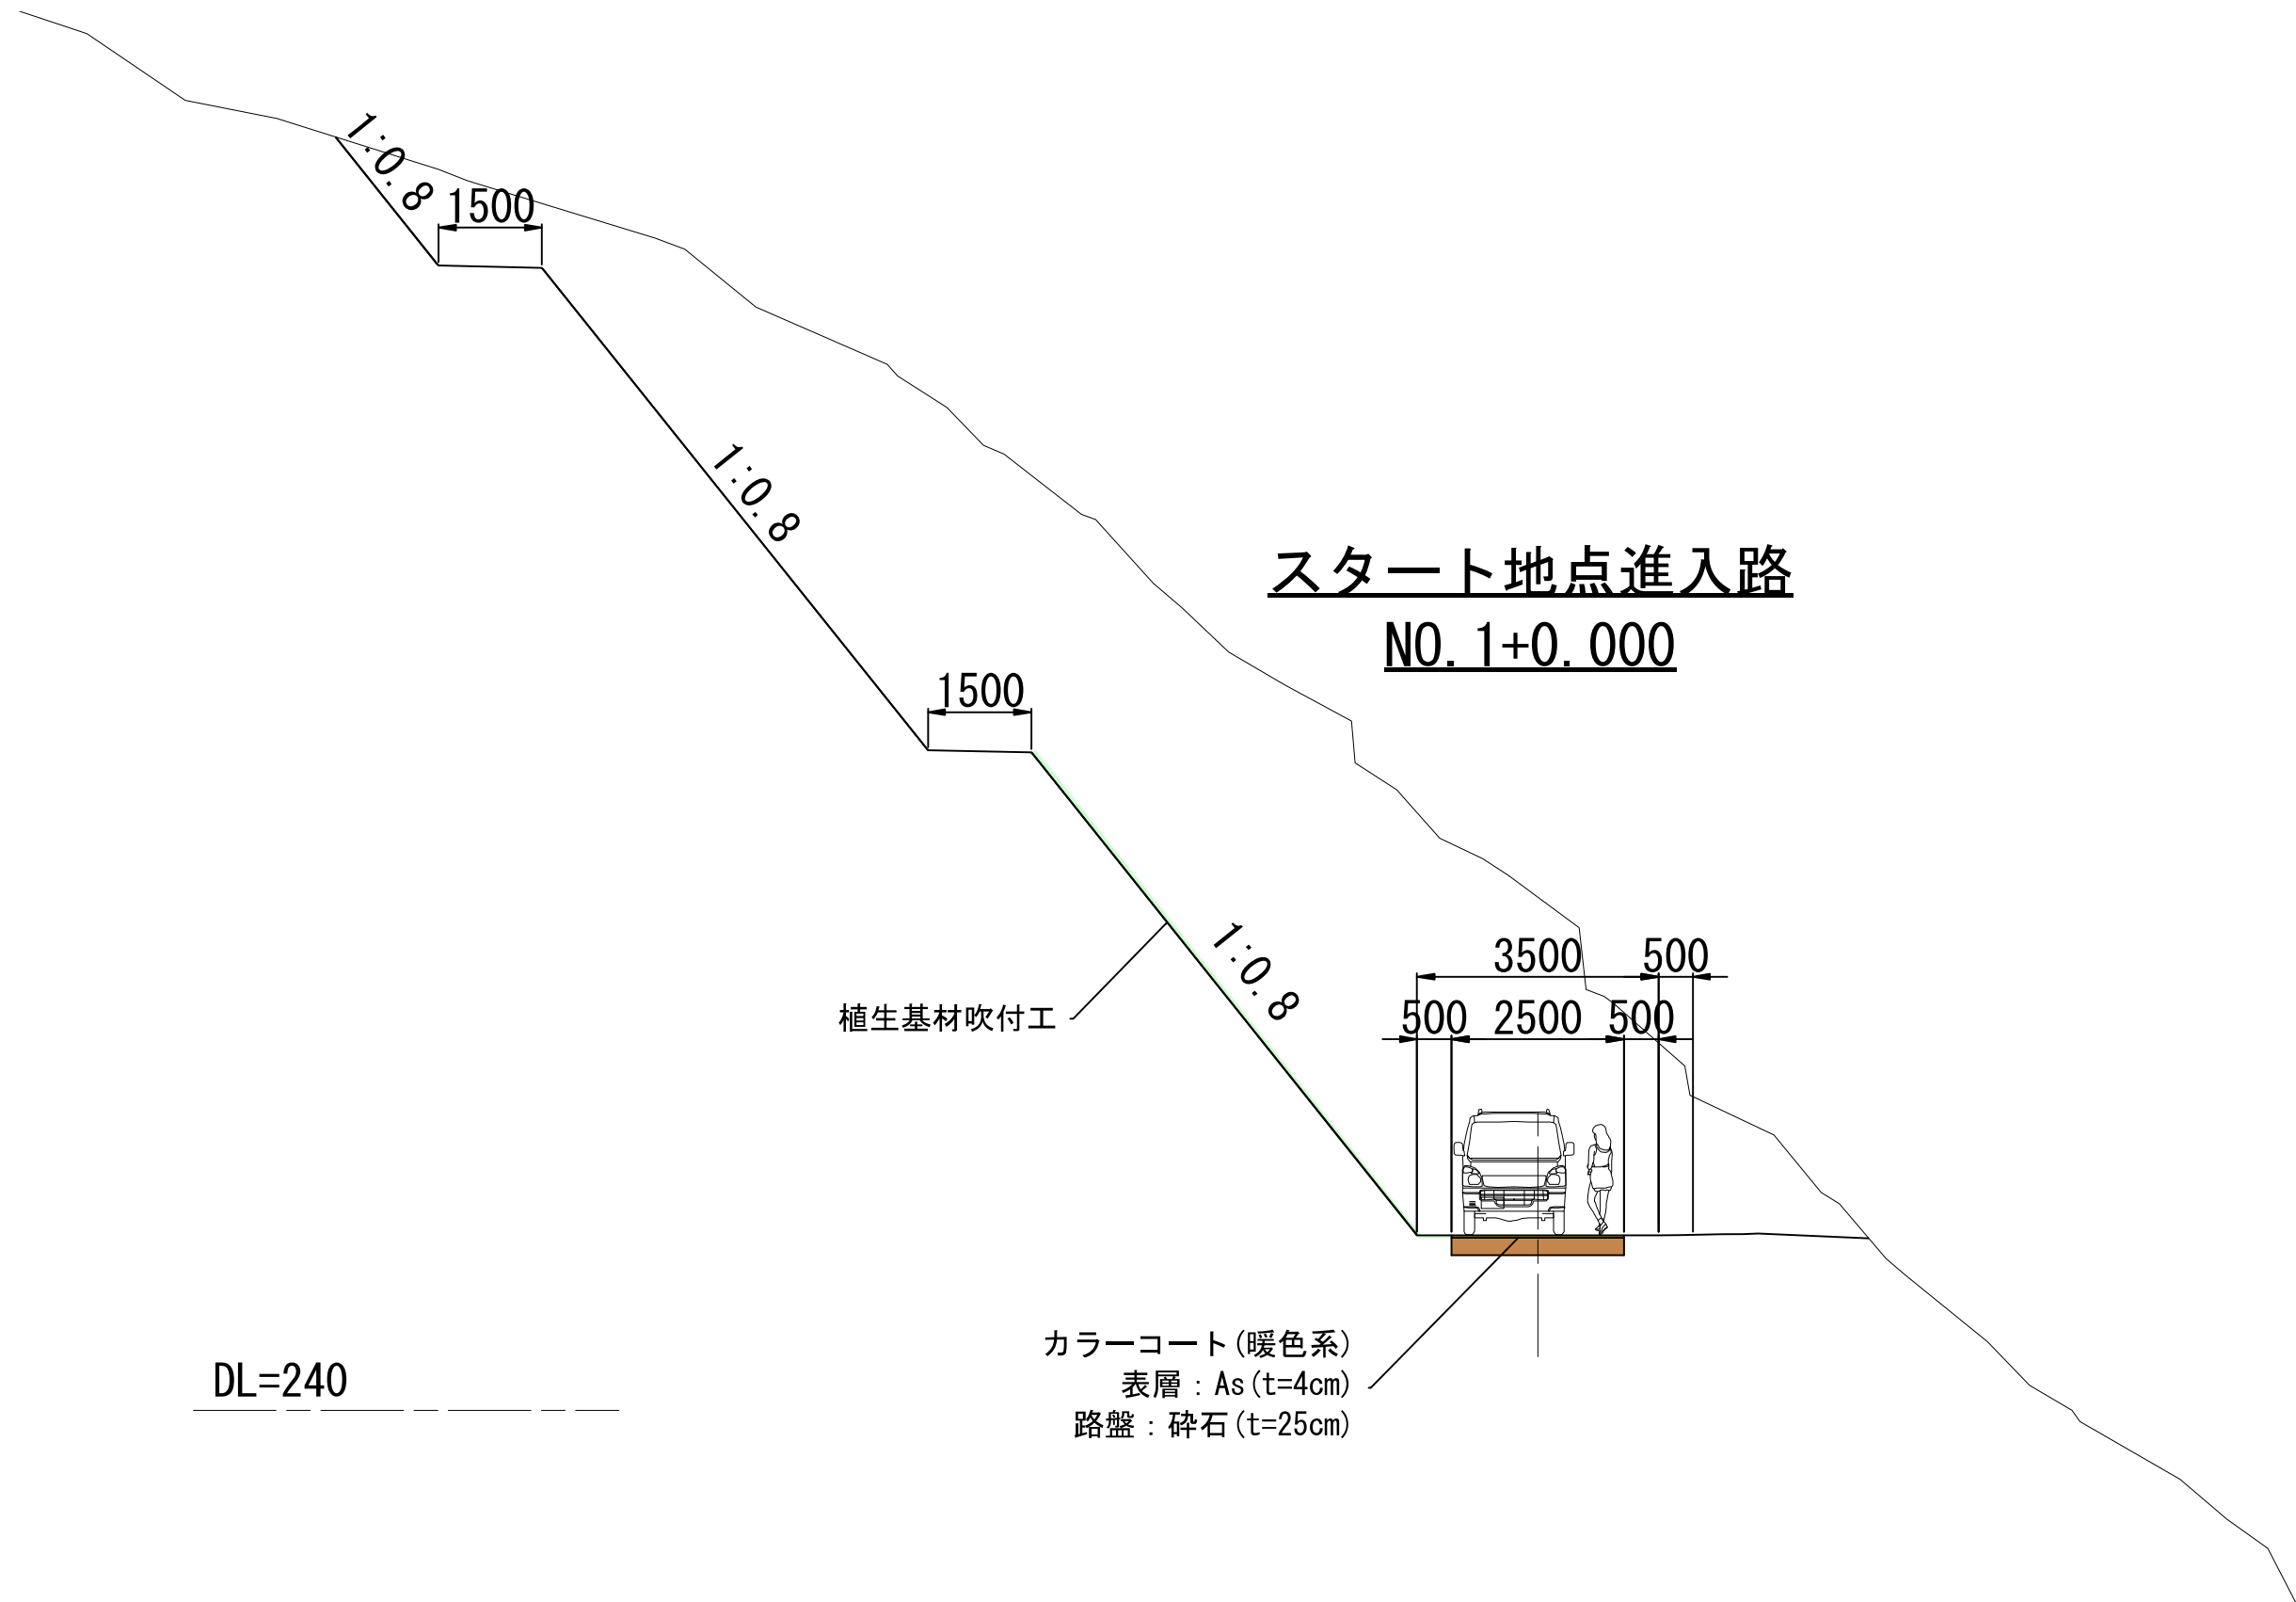 1:0.8
1500
1:0.8
スタート地点進入路
NO.1+0.000
1500
1:0.8
3500 500
500 2500 500
植生基材吹付工
カラーコート(暖色系)
表層：As(t=4cm)
路盤：砕石(t=25cm)
DL=240